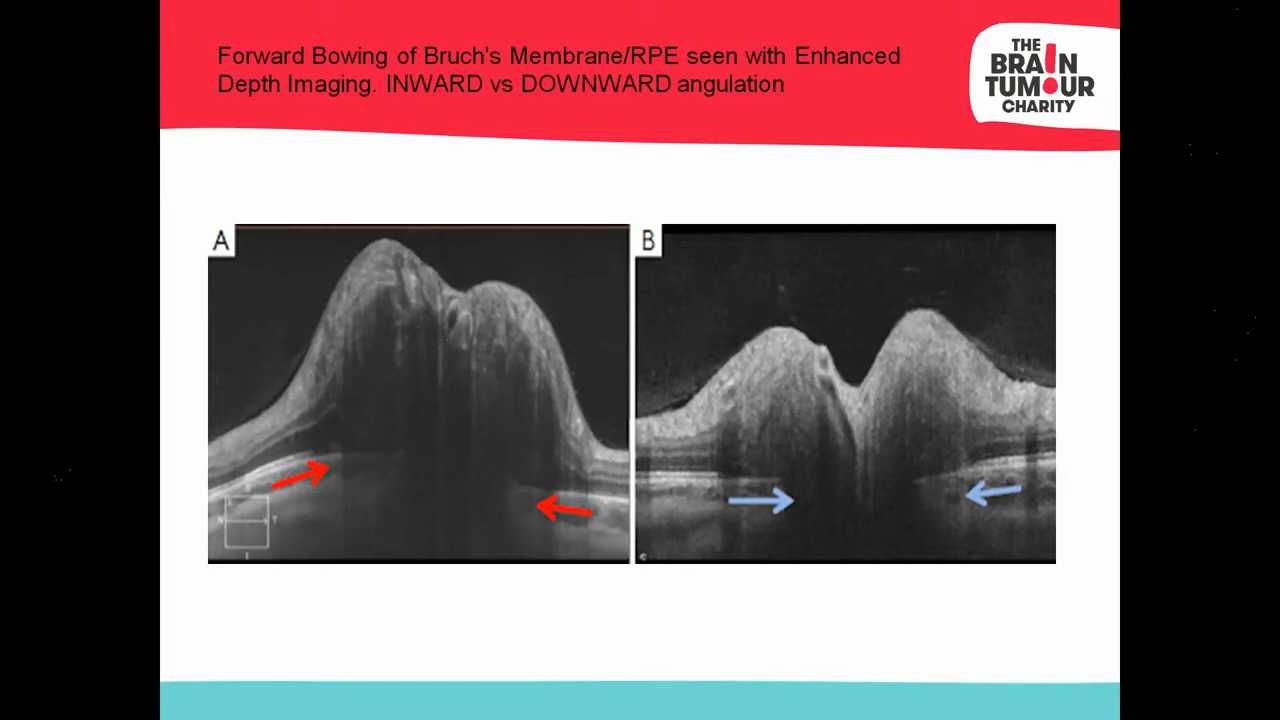 Forward Bowing of Bruch's Membrane/RPE seen with Enhanced
Depth Imaging. INWARD vs DOWNWARD angulation
THE
BRAIN
TUMOUR
CHARITY
A
B
N
T
I